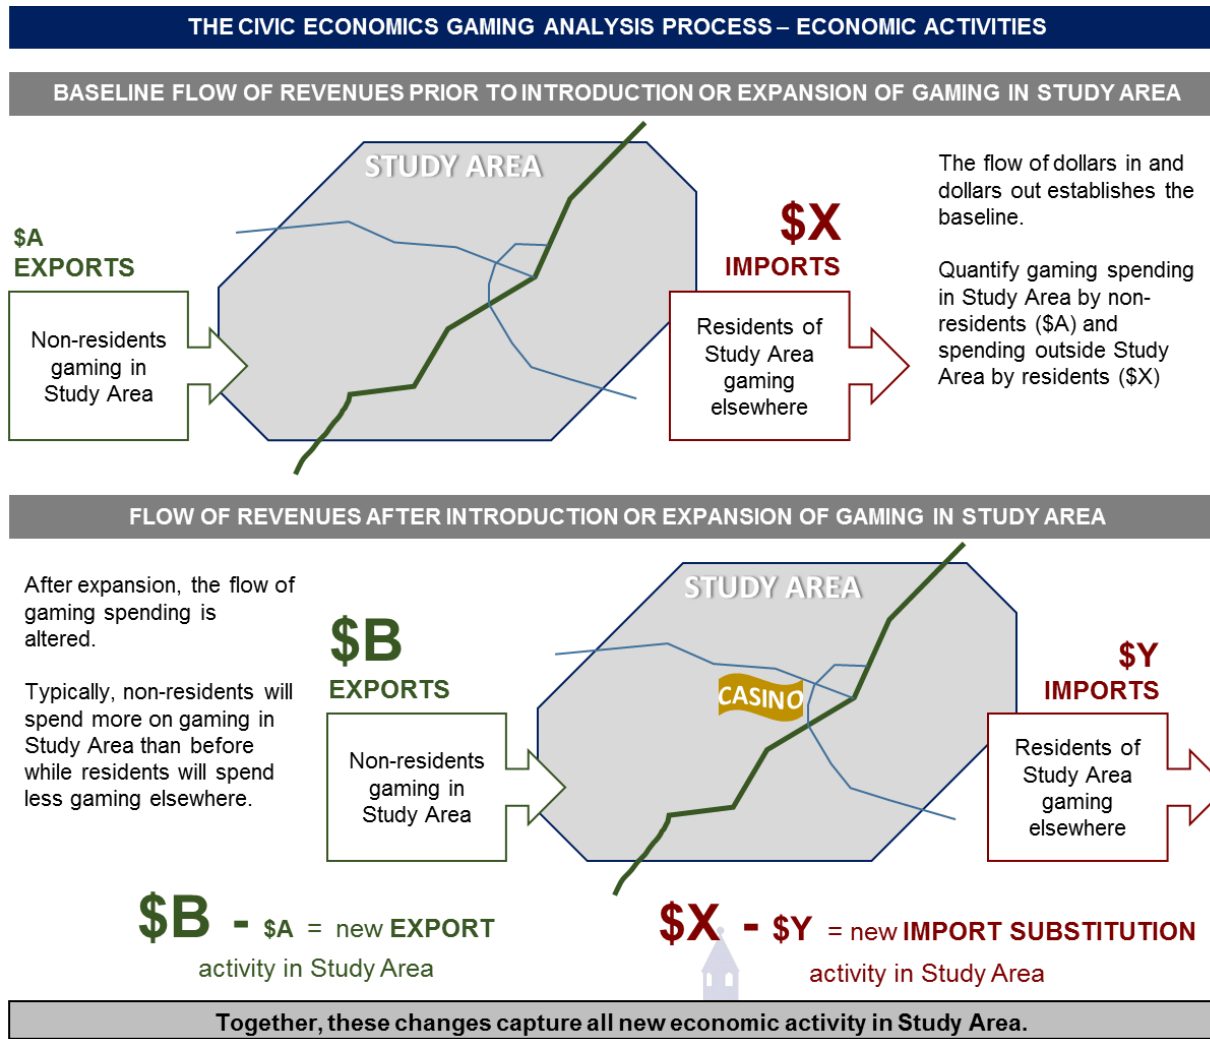 THE CIVIC ECONOMICS GAMING ANALYSIS PROCESS – ECONOMIC ACTIVITIES
BASELINE FLOW OF REVENUES PRIOR TO INTRODUCTION OR EXPANSION OF GAMING IN STUDY AREA
STUDY AREA
$A
EXPORTS
Non-residents
gaming in
Study Area
$X
IMPORTS
Residents of
Study Area
gaming
elsewhere
The flow of dollars in and
dollars out establishes the
baseline.
Quantify gaming spending
in Study Area by non-
residents ($A) and
spending outside Study
Area by residents ($X)
FLOW OF REVENUES AFTER INTRODUCTION OR EXPANSION OF GAMING IN STUDY AREA
After expansion, the flow of
gaming spending is
altered.
Typically, non-residents will
spend more on gaming in
Study Area than before
while residents will spend
less gaming elsewhere.
$B
EXPORTS
Non-residents
gaming in
Study Area
STUDY AREA
CASINO
$Y
IMPORTS
Residents of
Study Area
gaming
elsewhere
$B - $A = new EXPORT
activity in Study Area
$X - $Y = new IMPORT SUBSTITUTION
activity in Study Area
Together, these changes capture all new economic activity in Study Area.